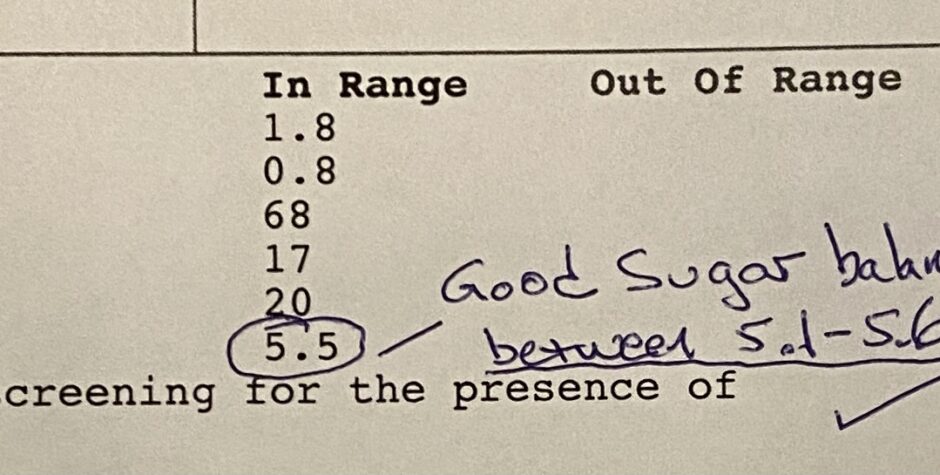 In Range Out Of Range
1.8
0.8
68
17
20
5.5
Good Sugar
between 5.1-5.6
for the presence of